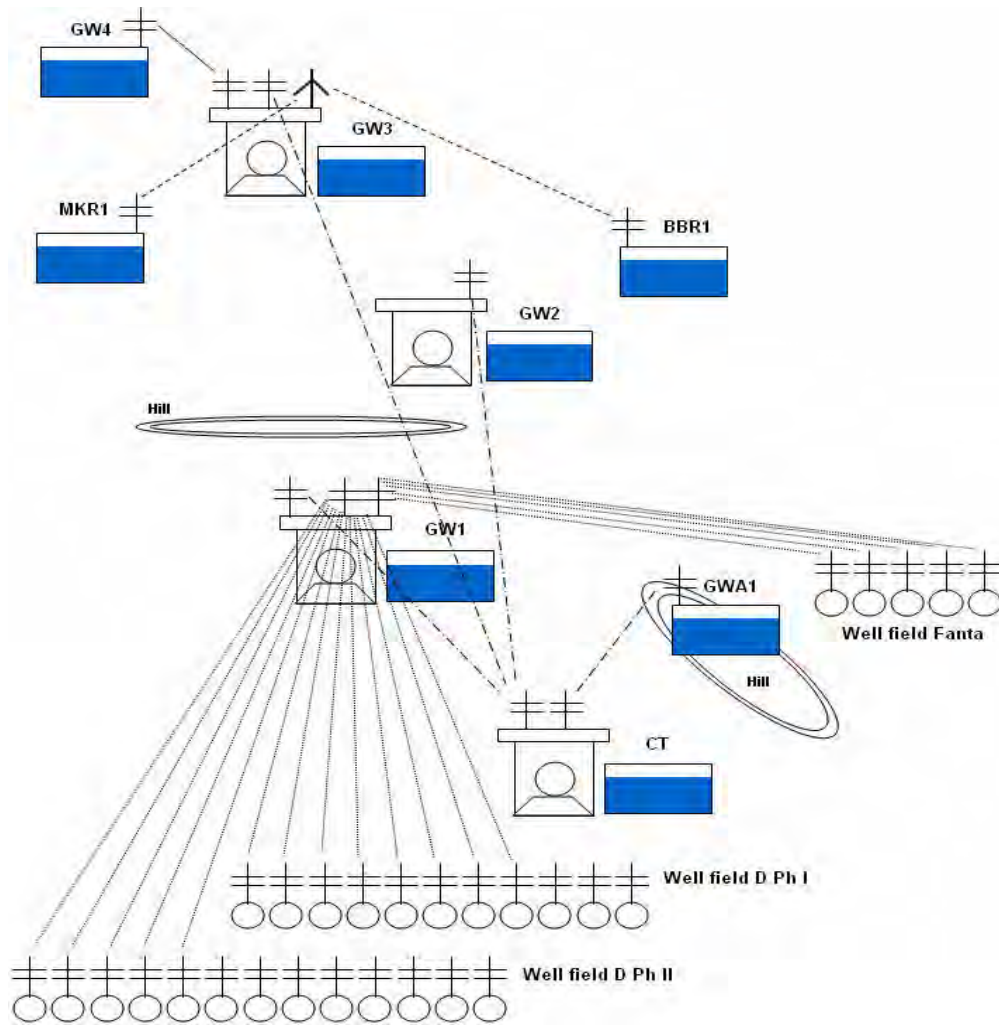 GW4
GW3
MKR1
BBR1
GW2
Hill
GW1
GWA1
Well field Fanta
Hill
CT
Well field D Ph I
Well field D Ph II